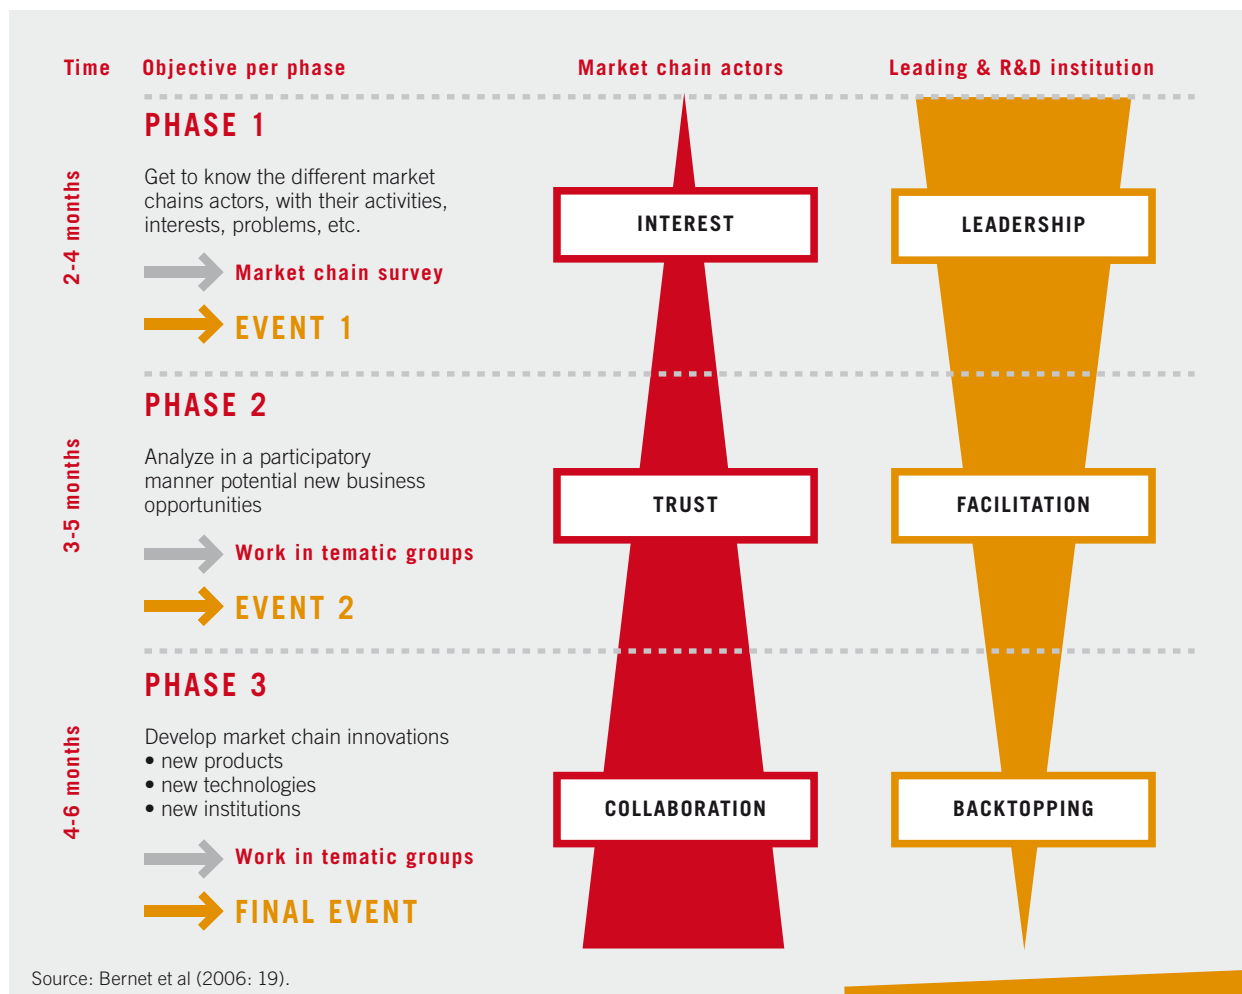 Time
Objective per phase
Market chain actors
Leading & R&D institution
2-4 months
PHASE 1
Get to know the different market
chains actors, with their activities,
interests, problems, etc.
Market chain survey
EVENT 1
INTEREST
LEADERSHIP
3-5 months
PHASE 2
Analyze in a participatory
manner potential new business
opportunities
Work in tematic groups
EVENT 2
TRUST
FACILITATION
4-6 months
PHASE 3
Develop market chain innovations
• new products
• new technologies
• new institutions
Work in tematic groups
FINAL EVENT
COLLABORATION
BACKTOPPING
Source: Bernet et al (2006: 19).